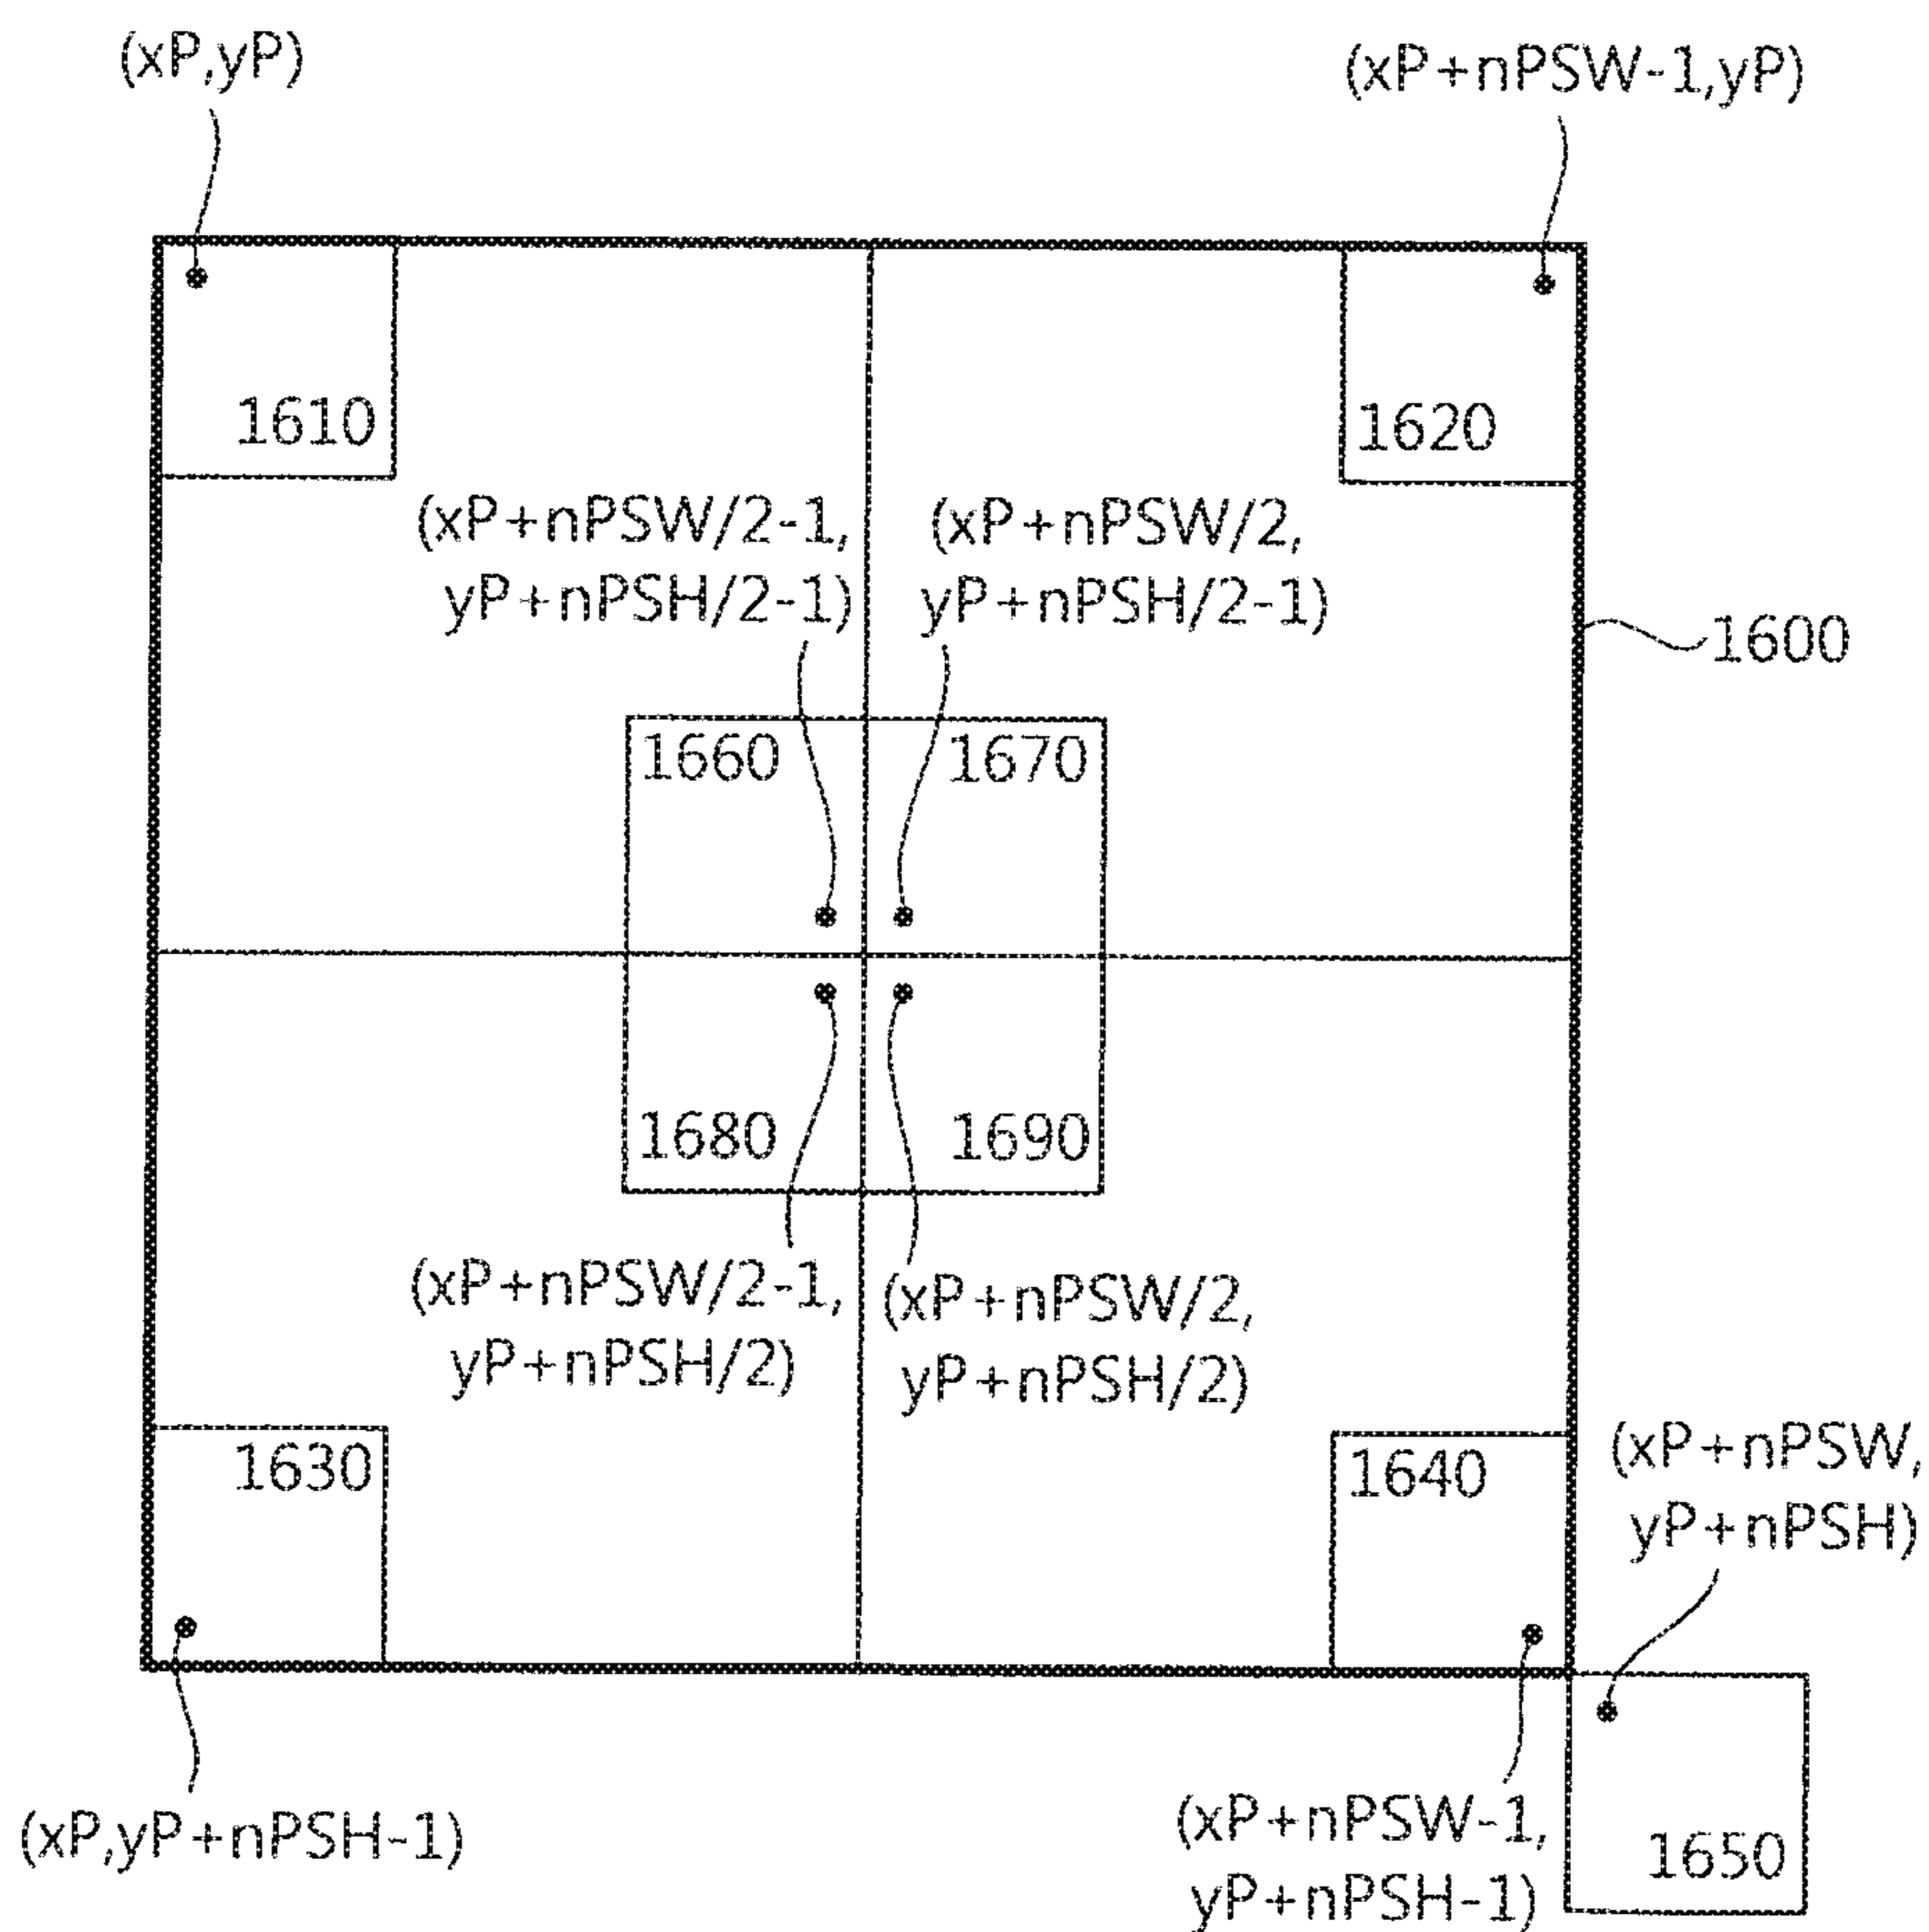 (xP,yP)
(xP+nPSW-1,yP)
1610
1620
(xP+nPSW/2-1,
yP+nPSH/2-1)
(xP+nPSW/2,
yP+nPSH/2-1)
1600
1660
1670
1680
1690
(xP+nPSW/2-1,
yP+nPSH/2)
(xP+nPSW/2,
yP+nPSH/2)
1630
1640
(xP+nPSW,
yP+nPSH)
(xP,yP+nPSH-1)
(xP+nPSW-1,
yP+nPSH-1)
1650